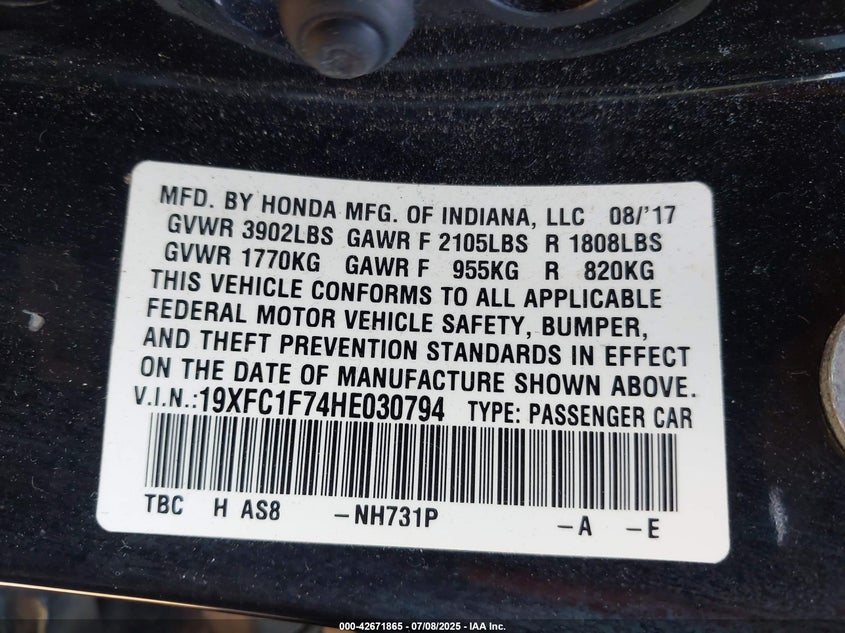 MFD. BY HONDA MFG. OF INDIANA, LLC 08/'17
GVWR 3902LBS GAWR F 2105LBS R 1808LBS
GVWR 1770KG GAWR F 955KG R 820KG
THIS VEHICLE CONFORMS TO ALL APPLICABLE
FEDERAL MOTOR VEHICLE SAFETY, BUMPER,
AND THEFT PREVENTION STANDARDS IN EFFECT
ON THE DATE OF MANUFACTURE SHOWN ABOVE.
V.I.N.:19XFC1F74HE030794 TYPE: PASSENGER CAR
TBC H AS8 –NH731P –A –E
000-42671865 / 07/08/2025 - IAA Inc.